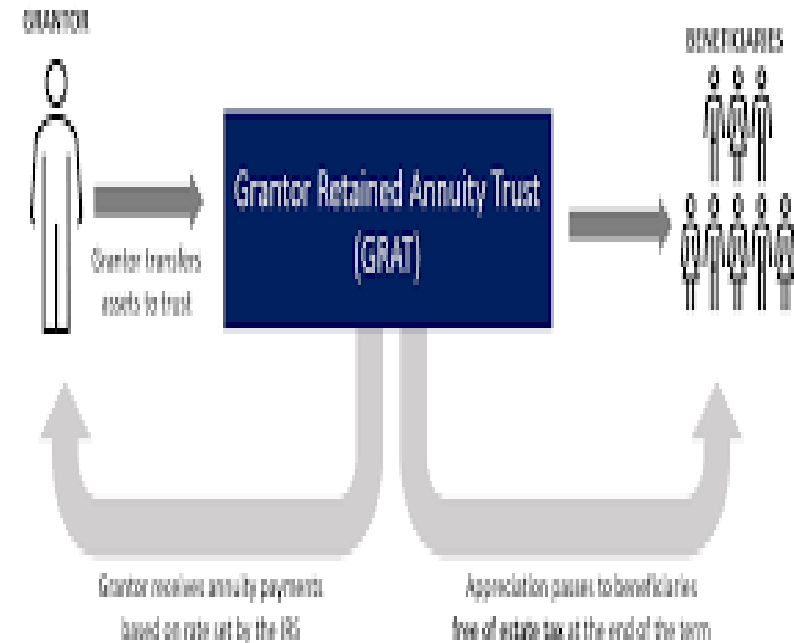 GRANTOR
BENEFICIARIES
Grantor Retained Annuity Trust
(GRAT)
Grantor transfers
assets to trust
Grantor receives annuity payments
based on rate set by the IRS
Appreciation passes to beneficiaries
free of estate tax at the end of the term